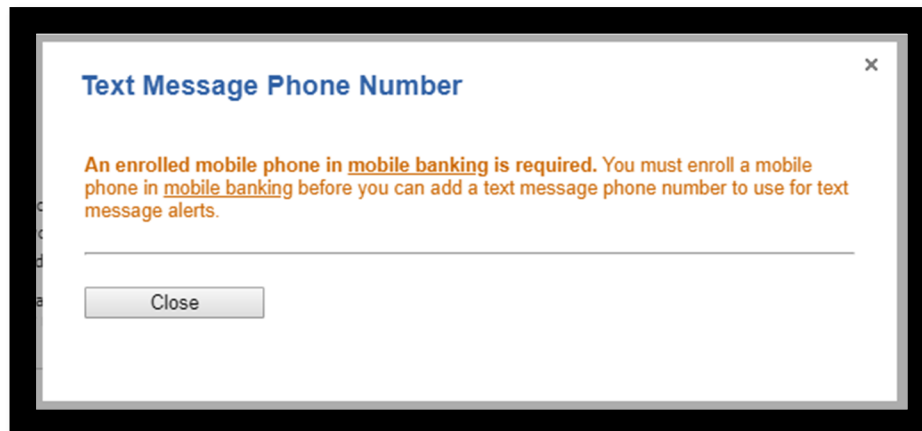 Text Message Phone Number
An enrolled mobile phone in mobile banking is required. You must enroll a mobile
phone in mobile banking before you can add a text message phone number to use for text
message alerts.
Close